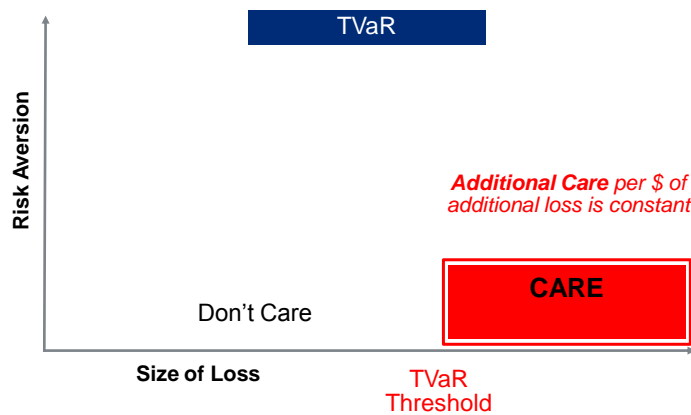 TVaR
Risk Aversion
Additional Care per $ of
additional loss is constant
CARE
Don’t Care
Size of Loss
TVaR
Threshold